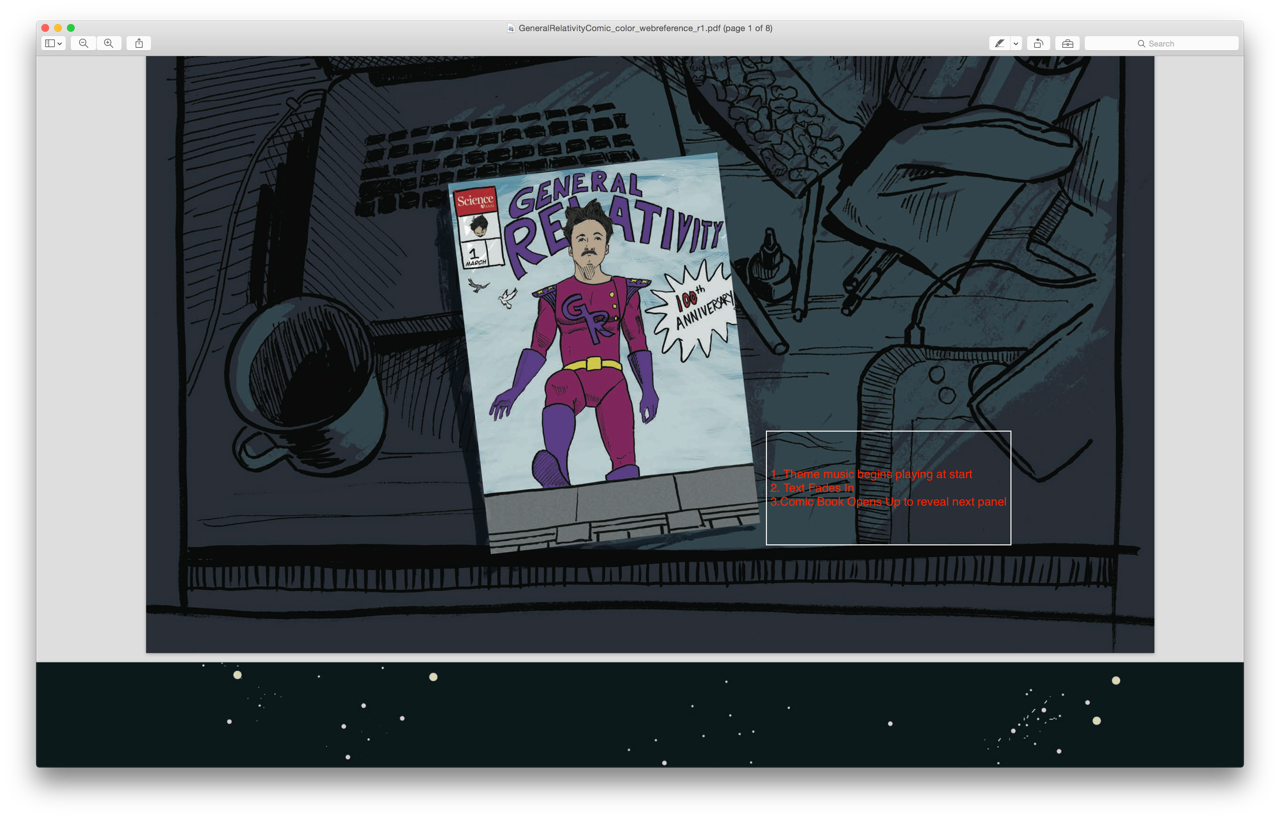 GeneralRelativityComic_color_webreference_r1.pdf (page 1 of 8)
Search
GENERAL
RELATIVITY
Science
1
MARCH
GR
100th
ANNIVERSARY
1. Theme music begins playing at start
2. Text Fades In
3.Comic Book Opens Up to reveal next panel